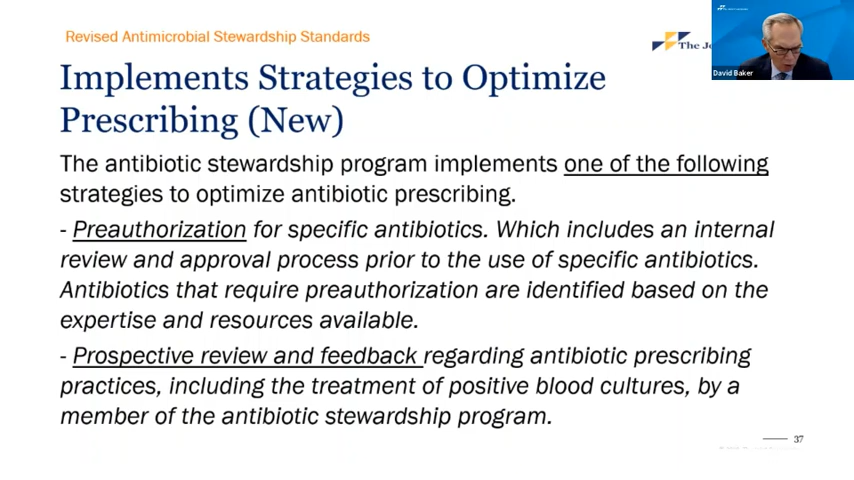 Revised Antimicrobial Stewardship Standards
The Jo
David Baker
Implements Strategies to Optimize
Prescribing (New)
The antibiotic stewardship program implements one of the following
strategies to optimize antibiotic prescribing.
- Preauthorization for specific antibiotics. Which includes an internal
review and approval process prior to the use of specific antibiotics.
Antibiotics that require preauthorization are identified based on the
expertise and resources available.
- Prospective review and feedback regarding antibiotic prescribing
practices, including the treatment of positive blood cultures, by a
member of the antibiotic stewardship program.
37